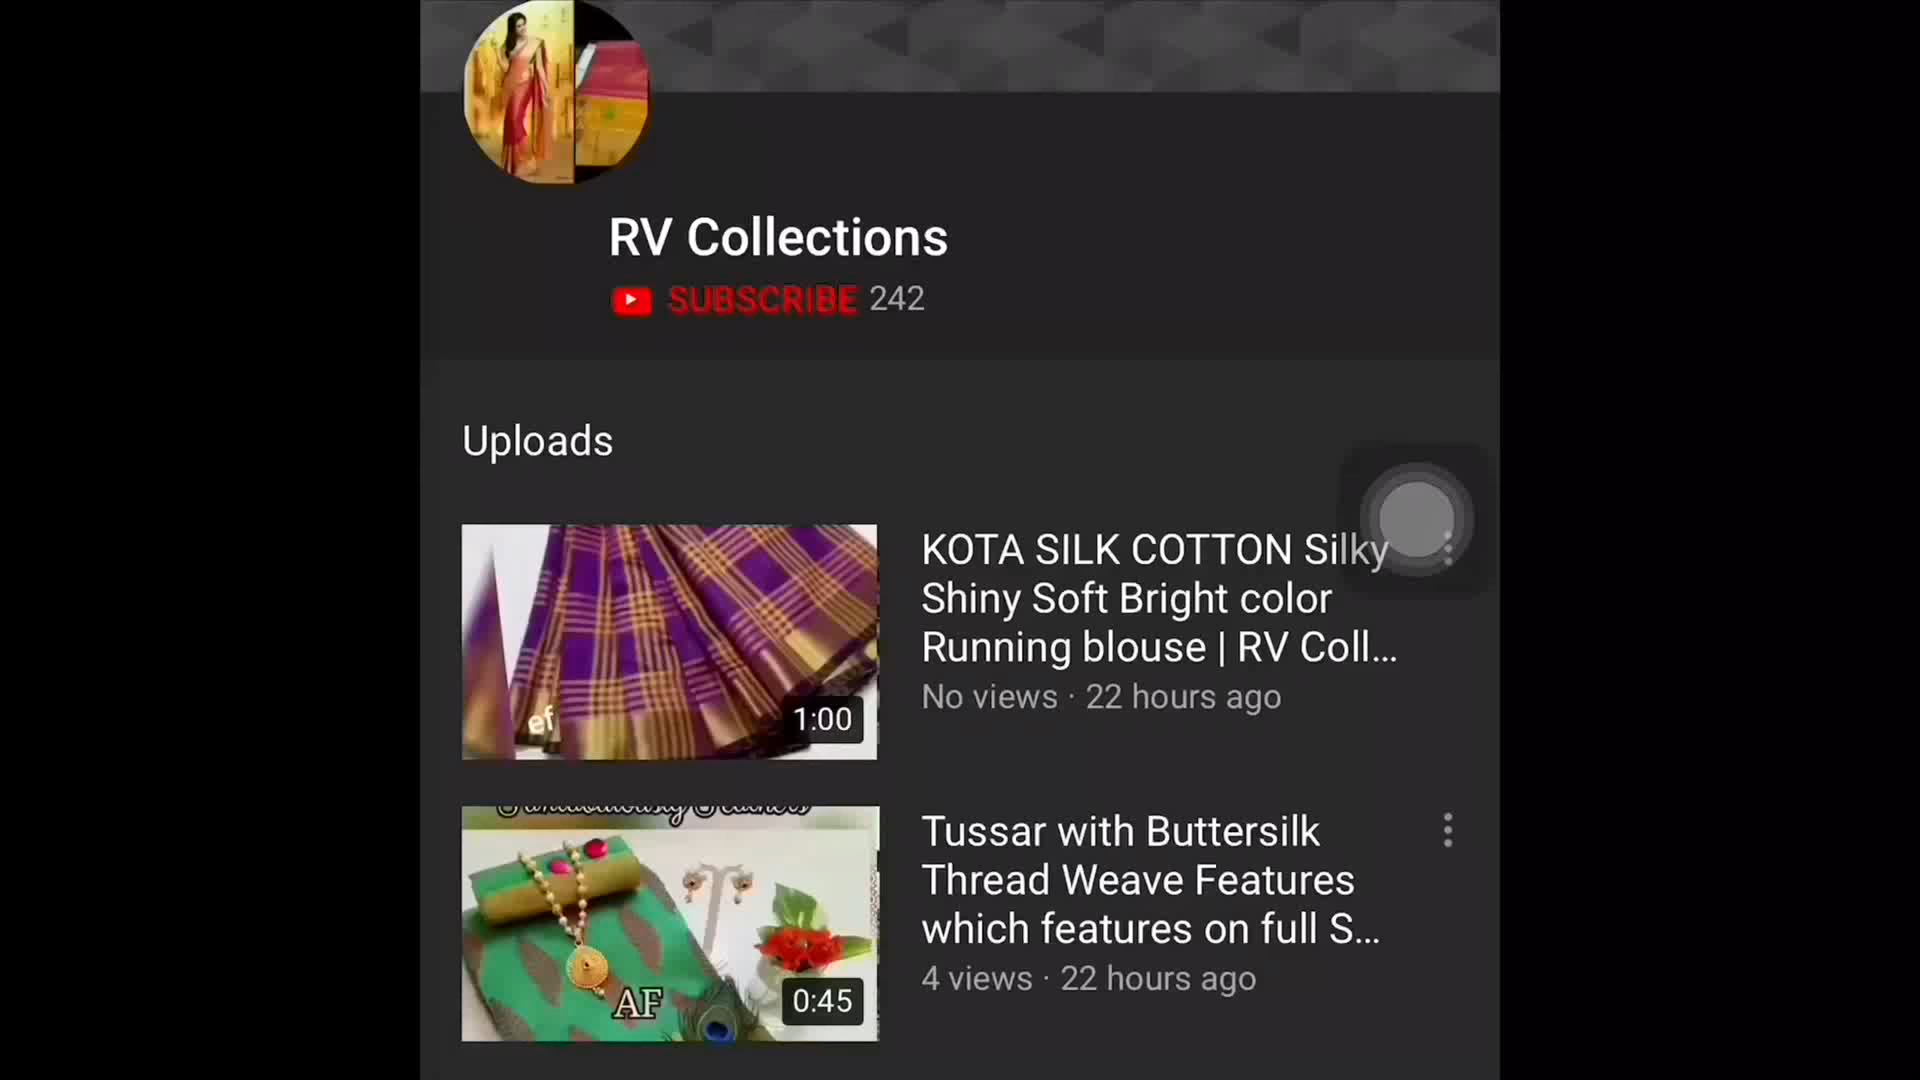 RV Collections
SUBSCRIBE 242
Uploads
KOTA SILK COTTON Silky
Shiny Soft Bright color
Running blouse | RV Coll...
No views · 22 hours ago
ef
1:00
Tussar with Buttersilk
Thread Weave Features
which features on full S...
4 views · 22 hours ago
AF
0:45